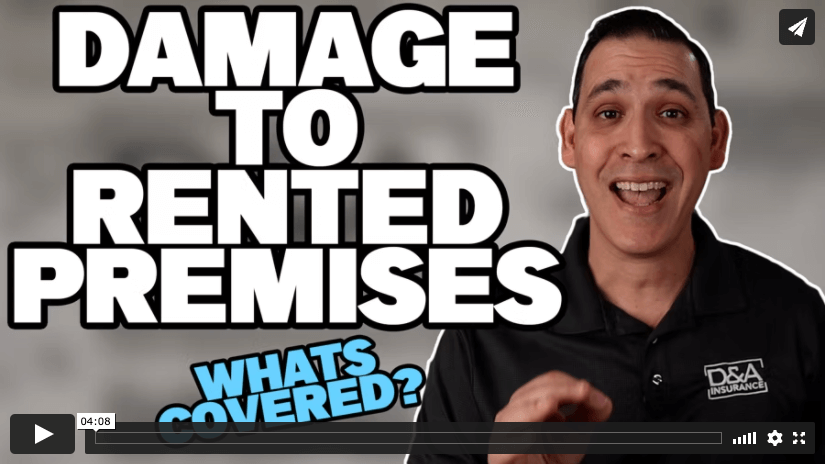 DAMAGE
TO
RENTED
PREMISES
WHATS
COVERED?
D&A
INSURANCE
04:08